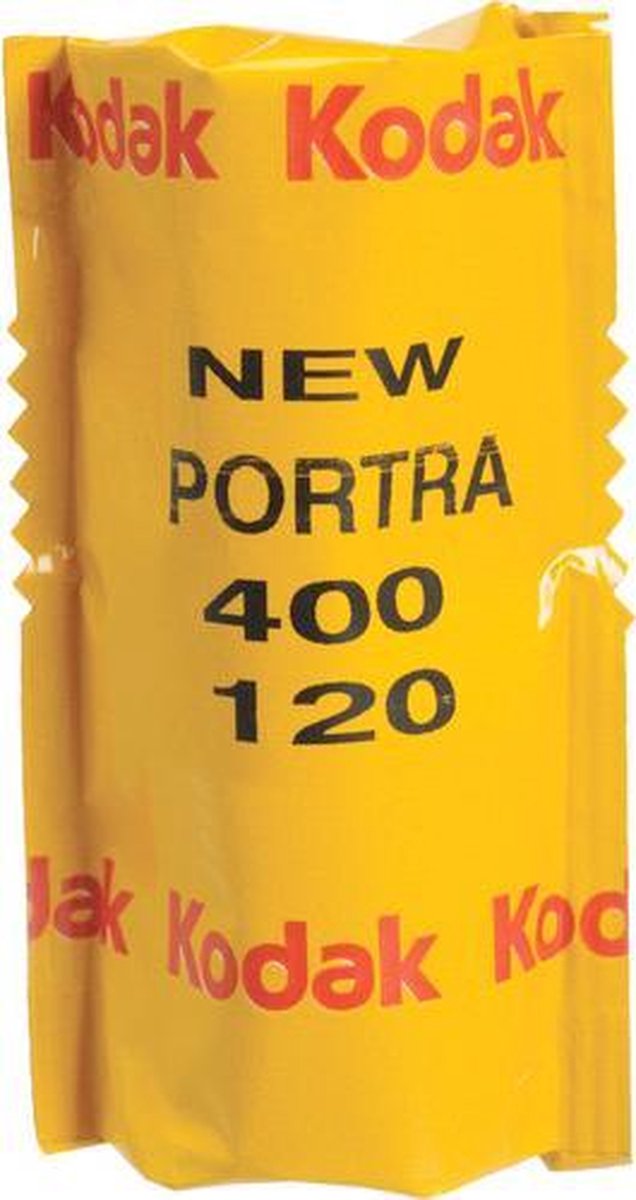 Kodak Kodak
NEW
PORTRA
400
120
dak Kodak Kod